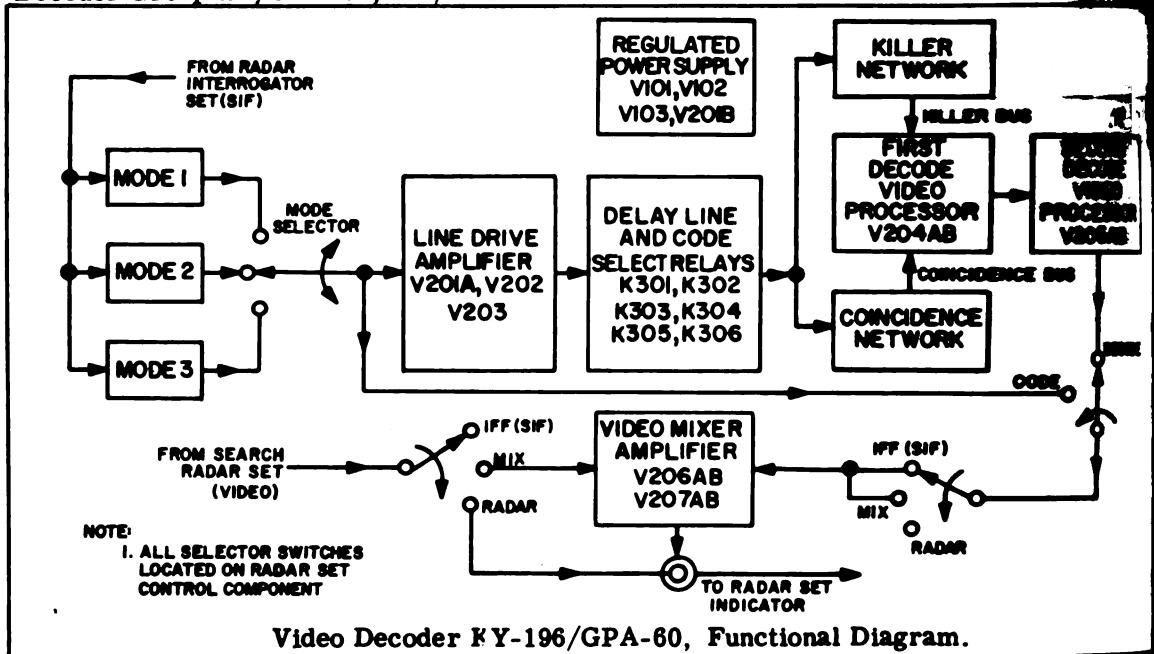 FROM RADAR
INTERROGATOR
SET(SIF)
MODE 1
MODE 2
MODE 3
MODE
SELECTOR
LINE DRIVE
AMPLIFIER
V201A, V202
V203
REGULATED
POWER SUPPLY
V101, V102
V103, V201B
DELAY LINE
AND CODE
SELECT RELAYS
K301, K302
K303, K304
K305, K306
KILLER
NETWORK
KILLER BUS
FIRST
DECODE
VIDEO
PROCESSOR
V204AB
DECODE
VIDEO
PROCESSOR
COINCIDENCE BUS
COINCIDENCE
NETWORK
CODE
FROM SEARCH
RADAR SET
(VIDEO)
IFF (SIF)
MIX
RADAR
VIDEO MIXER
AMPLIFIER
V206AB
V207AB
IFF (SIF)
MIX
RADAR
TO RADAR SET
INDICATOR
NOTE:
1. ALL SELECTOR SWITCHES
LOCATED ON RADAR SET
CONTROL COMPONENT
Video Decoder KY-196/GPA-60, Functional Diagram.